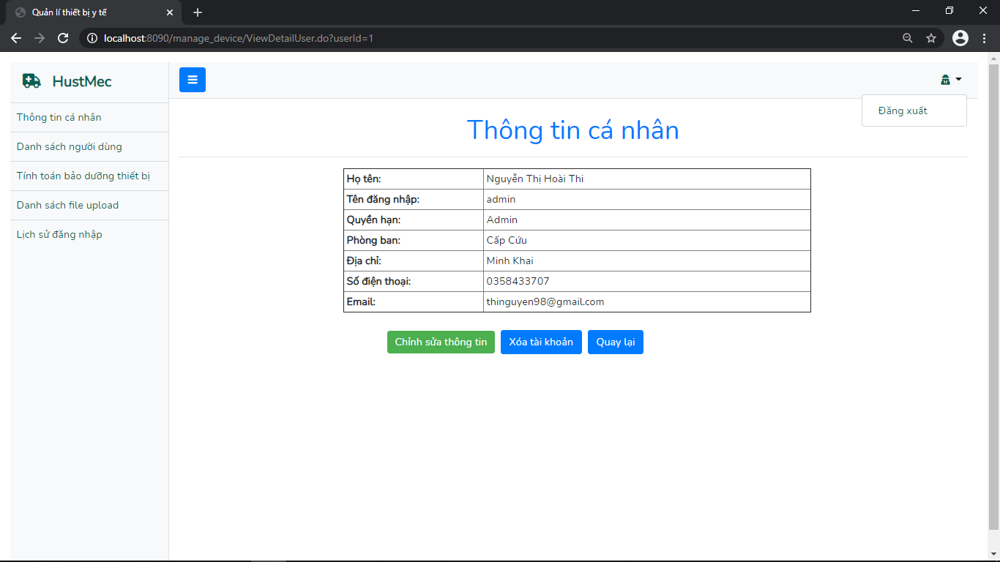 Quản lí thiết bị y tế
localhost:8090/manage_device/ViewDetailUser.do?userId=1
HustMec
Thông tin cá nhân
Danh sách người dùng
Tính toán bảo dưỡng thiết bị
Danh sách file upload
Lịch sử đăng nhập
Đăng xuất
Thông tin cá nhân
Họ tên: Nguyễn Thị Hoài Thi
Tên đăng nhập: admin
Quyền hạn: Admin
Phòng ban: Cấp Cứu
Địa chỉ: Minh Khai
Số điện thoại: 0358433707
Email: thinguyen98@gmail.com
Chỉnh sửa thông tin Xóa tài khoản Quay lại